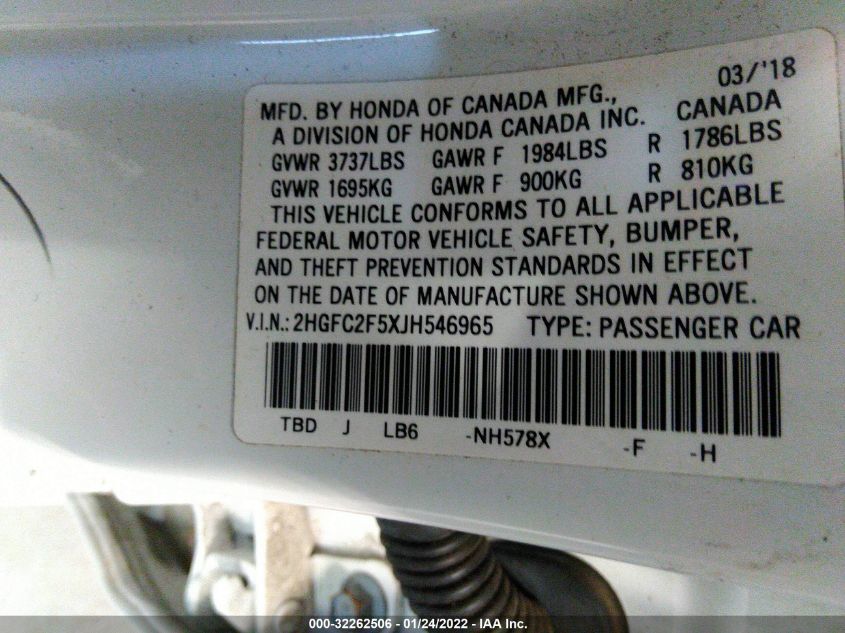 03/'18
MFD. BY HONDA OF CANADA MFG.,
A DIVISION OF HONDA CANADA INC. CANADA
GVWR 3737LBS GAWR F 1984LBS R 1786LBS
GVWR 1695KG GAWR F 900KG R 810KG
THIS VEHICLE CONFORMS TO ALL APPLICABLE
FEDERAL MOTOR VEHICLE SAFETY, BUMPER,
AND THEFT PREVENTION STANDARDS IN EFFECT
ON THE DATE OF MANUFACTURE SHOWN ABOVE.
V.I.N.: 2HGFC2F5XJH546965 TYPE: PASSENGER CAR
TBD J LB6 -NH578X -F -H
000-32262506 — 01/24/2022 - IAA Inc.